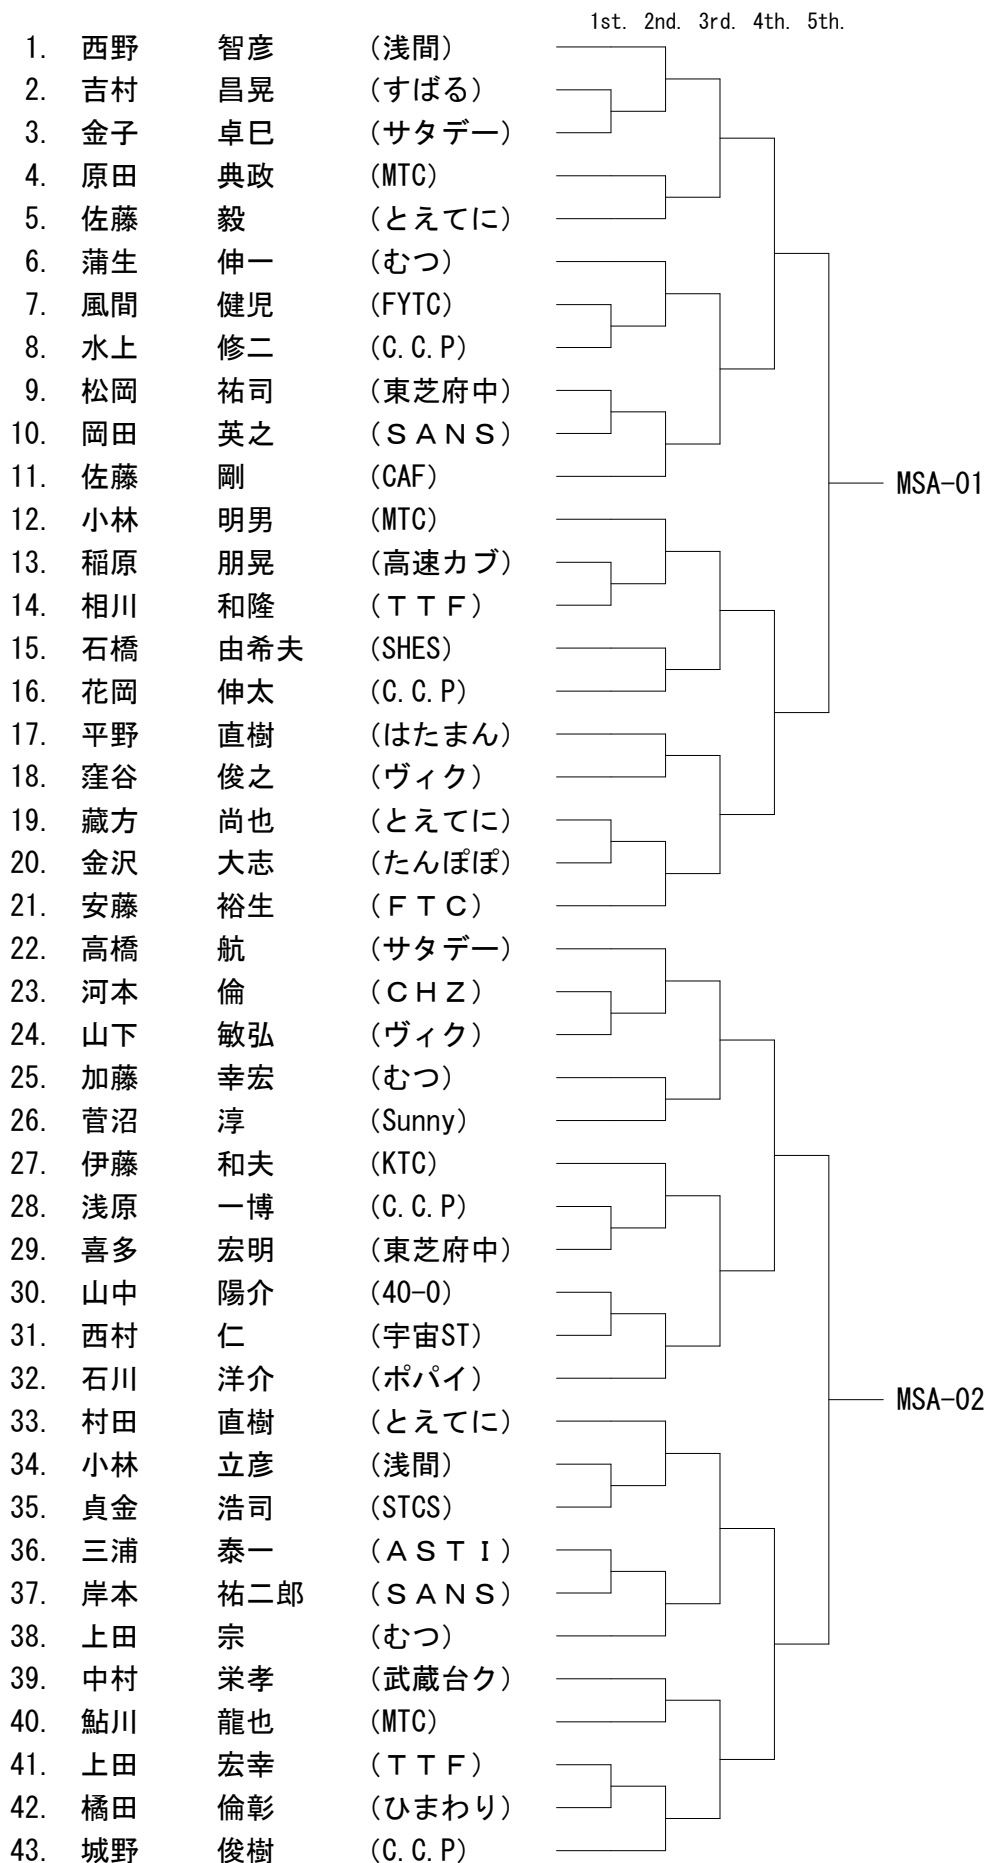 1st. 2nd. 3rd. 4th. 5th.
1. 西野 智彦 (浅間)
2. 吉村 昌晃 (すばる)
3. 金子 卓巳 (サタデー)
4. 原田 典政 (MTC)
5. 佐藤 毅 (とえてに)
6. 蒲生 伸一 (むつ)
7. 風間 健児 (FYTC)
8. 水上 修二 (C.C.P)
9. 松岡 祐司 (東芝府中)
10. 岡田 英之 (ＳＡＮＳ)
11. 佐藤 剛 (CAF)
MSA-01
12. 小林 明男 (MTC)
13. 稲原 朋晃 (高速カブ)
14. 相川 和隆 (ＴＴＦ)
15. 石橋 由希夫 (SHES)
16. 花岡 伸太 (C.C.P)
17. 平野 直樹 (はたまん)
18. 窪谷 俊之 (ヴィク)
19. 藏方 尚也 (とえてに)
20. 金沢 大志 (たんぽぽ)
21. 安藤 裕生 (ＦＴＣ)
22. 高橋 航 (サタデー)
23. 河本 倫 (ＣＨＺ)
24. 山下 敏弘 (ヴィク)
25. 加藤 幸宏 (むつ)
26. 菅沼 淳 (Sunny)
27. 伊藤 和夫 (KTC)
28. 浅原 一博 (C.C.P)
29. 喜多 宏明 (東芝府中)
30. 山中 陽介 (40-0)
31. 西村 仁 (宇宙ST)
32. 石川 洋介 (ポパイ)
MSA-02
33. 村田 直樹 (とえてに)
34. 小林 立彦 (浅間)
35. 貞金 浩司 (STCS)
36. 三浦 泰一 (ＡＳＴＩ)
37. 岸本 祐二郎 (ＳＡＮＳ)
38. 上田 宗 (むつ)
39. 中村 栄孝 (武蔵台ク)
40. 鮎川 龍也 (MTC)
41. 上田 宏幸 (ＴＴＦ)
42. 橘田 倫彰 (ひまわり)
43. 城野 俊樹 (C.C.P)